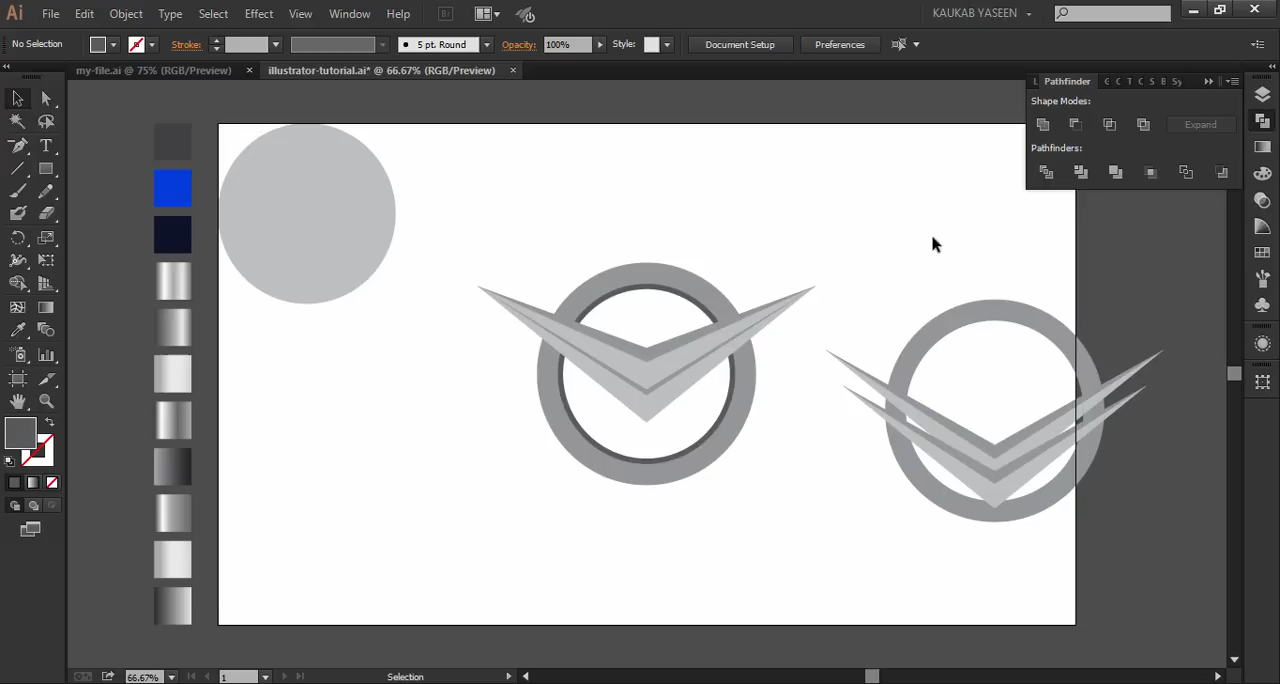 Ai File Edit Object Type Select Effect View Window Help Br KAUKAB YASEEN
No Selection Stroke: 5 pt. Round Opacity: 100% Style: Document Setup Preferences
my-file.ai @ 75% (RGB/Preview) × illustrator-tutorial.ai* @ 66.67% (RGB/Preview) ×
L Pathfinder C T C S B Sy
Shape Modes:
Expand
Pathfinders:
T
66.67% 1 Selection